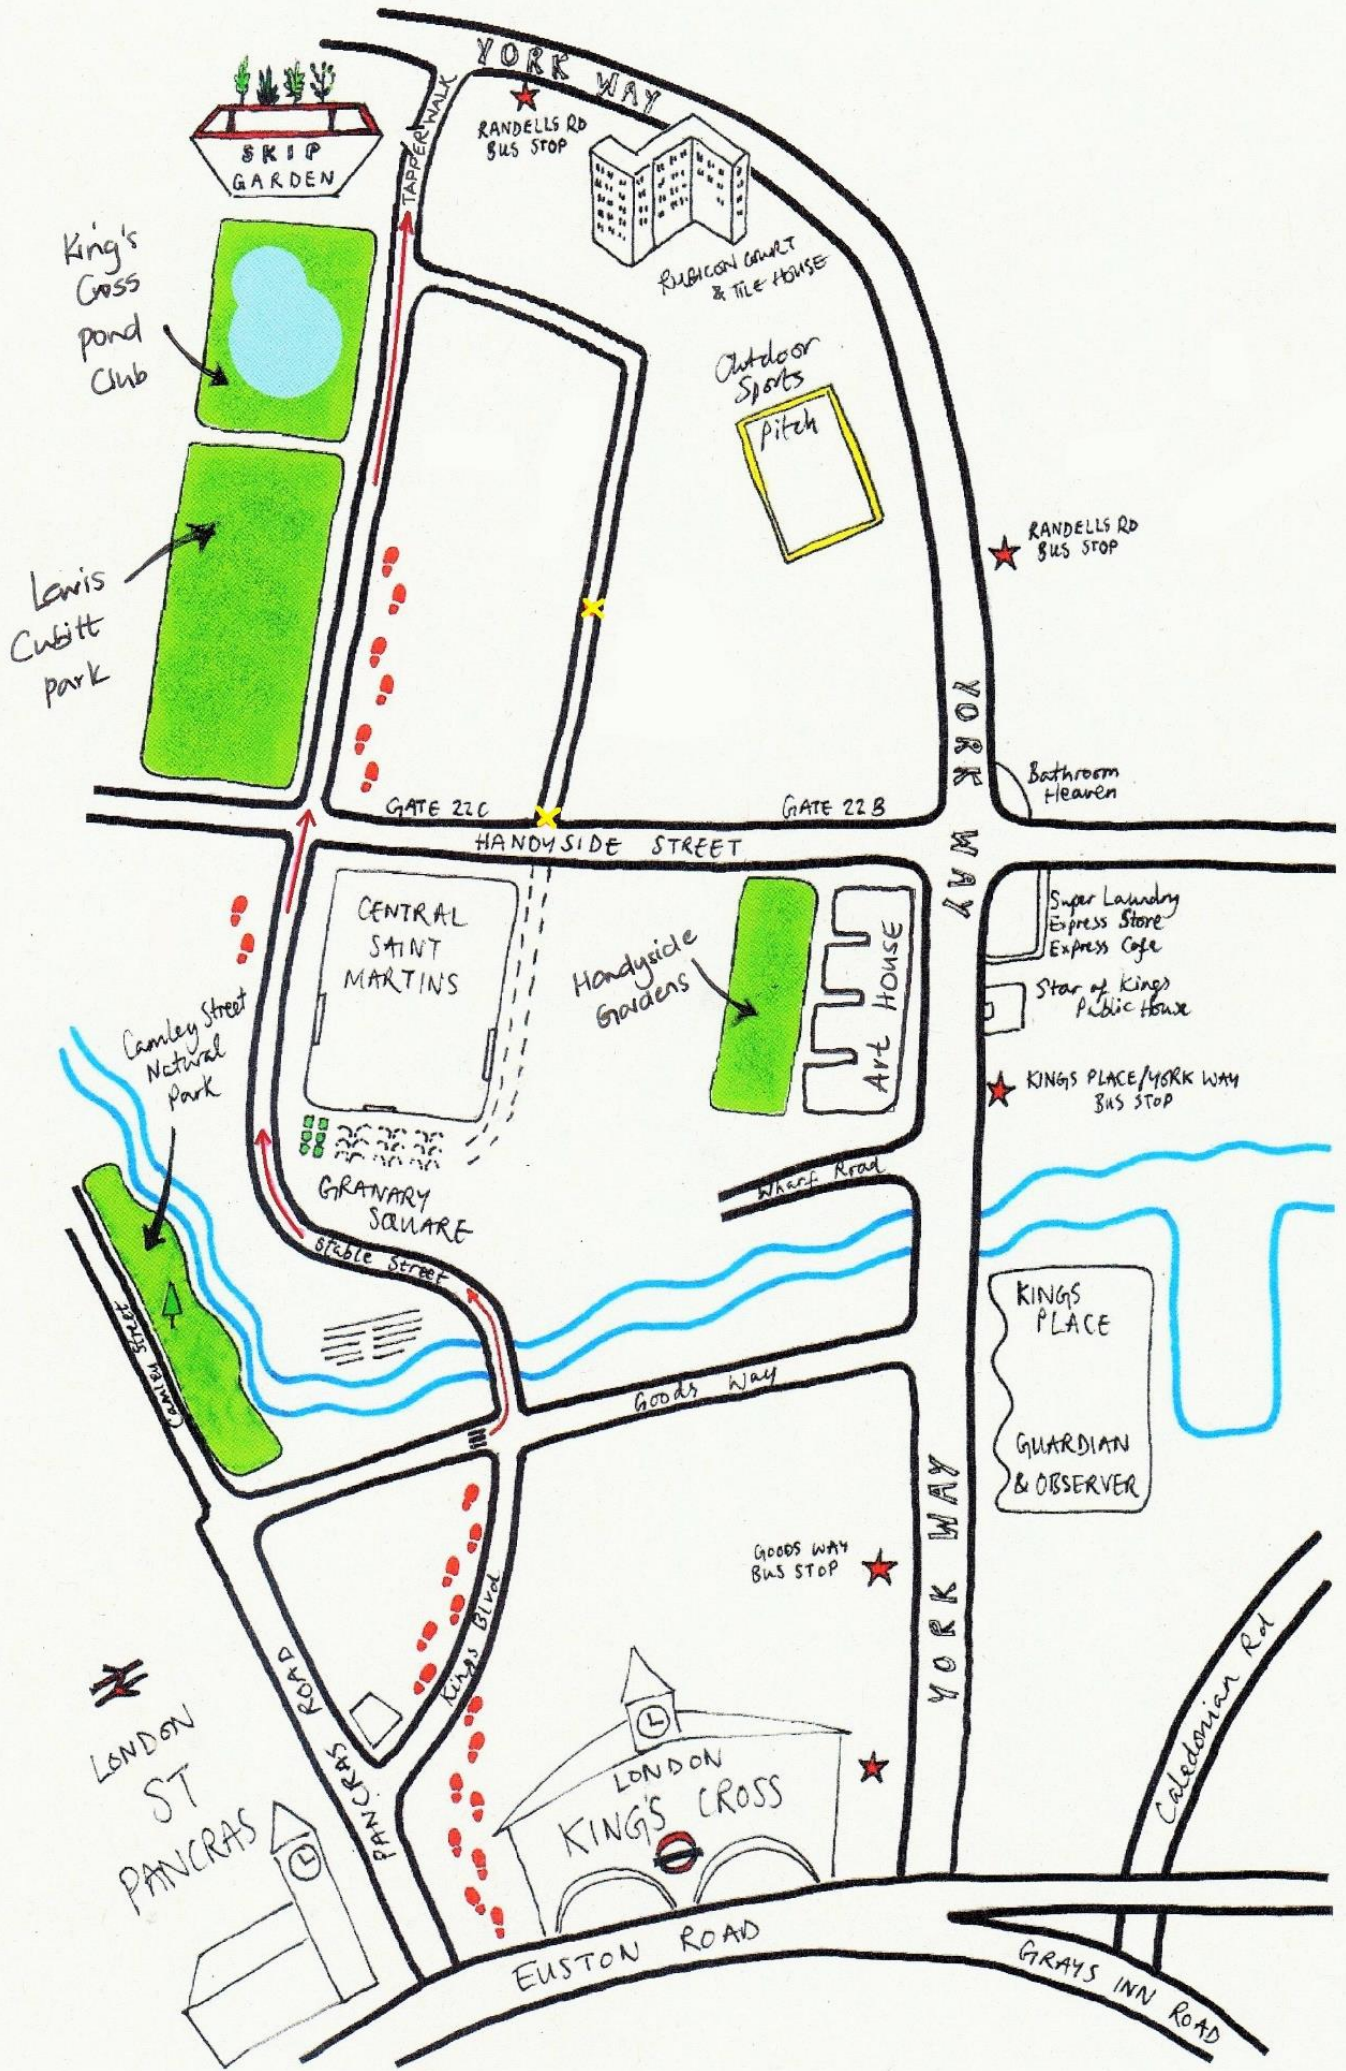 YORK WAY
TAPPER WALK
RANDELLS RD
BUS STOP
SKIP
GARDEN
RUBICON COURT
& TILE HOUSE
King's
Cross
pond
Club
Outdoor
Sports
Pitch
RANDELLS RD
BUS STOP
Lewis
Cubitt
park
YORK WAY
Bathroom
Heaven
GATE 22C
GATE 22B
HANDYSIDE STREET
CENTRAL
SAINT
MARTINS
Handyside
Gardens
Art House
Super Laundry
Express Store
Express Cafe
Star of Kings
Public House
Camley Street
Natural
Park
KINGS PLACE/YORK WAY
BUS STOP
Wharf Road
GRANARY
SQUARE
Stable Street
CAMLEY STREET
KINGS
PLACE
Goods Way
GUARDIAN
& OBSERVER
YORK WAY
GOODS WAY
BUS STOP
Kings Blvd
PANCRAS ROAD
Caledonian Rd
LONDON
ST
PANCRAS
LONDON
KING'S CROSS
EUSTON ROAD
GRAYS INN ROAD